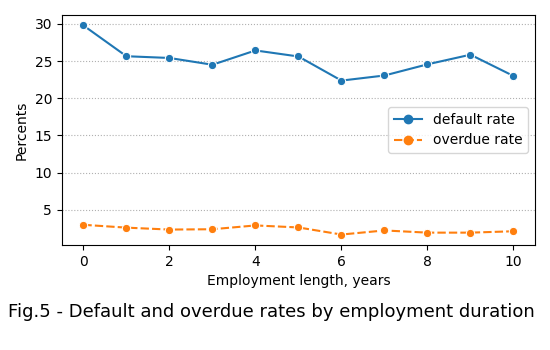 30
25
20
15
10
5
Percents
default rate
overdue rate
0 2 4 6 8 10
Employment length, years
Fig.5 - Default and overdue rates by employment duration